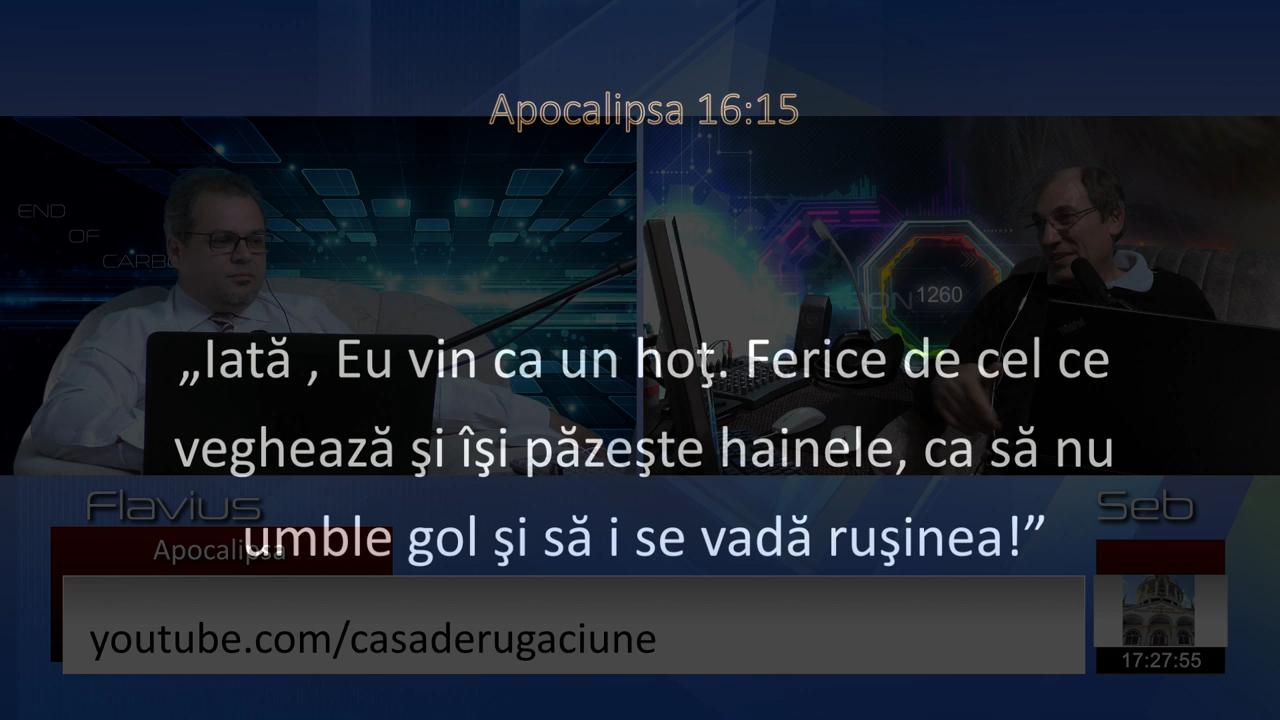 Apocalipsa 16:15
END
OF
CARBO
ON
1260
„Iată , Eu vin ca un hoţ. Ferice de cel ce
veghează şi îşi păzeşte hainele, ca să nu
umble gol şi să i se vadă ruşinea!”
Flavius
Seb
Apocalipsa
youtube.com/casaderugaciune
17:27:55